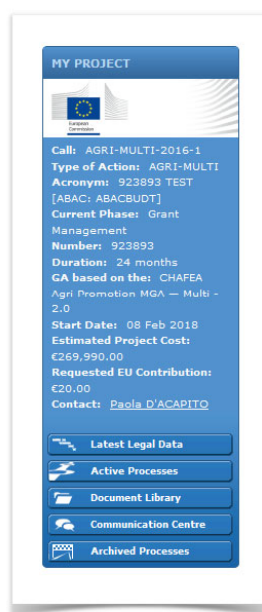 MY PROJECT
European
Commission
Call: AGRI-MULTI-2016-1
Type of Action: AGRI-MULTI
Acronym: 923893 TEST
[ABAC: ABACBUDT]
Current Phase: Grant
Management
Number: 923893
Duration: 24 months
GA based on the: CHAFEA
Agri Promotion MGA — Multi -
2.0
Start Date: 08 Feb 2018
Estimated Project Cost:
€269,990.00
Requested EU Contribution:
€20.00
Contact: Paola D'ACAPITO
Latest Legal Data
Active Processes
Document Library
Communication Centre
Archived Processes